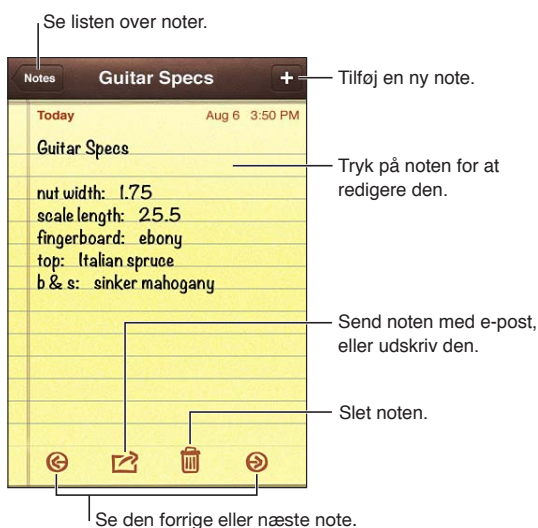 Se listen over noter.
Notes
Guitar Specs
+
Tilføj en ny note.
Today
Aug 6 3:50 PM
Guitar Specs
Tryk på noten for at
redigere den.
nut width: 1.75
scale length: 25.5
fingerboard: ebony
top: Italian spruce
b & s: sinker mahogany
Send noten med e-post,
eller udskriv den.
Slet noten.
Se den forrige eller næste note.